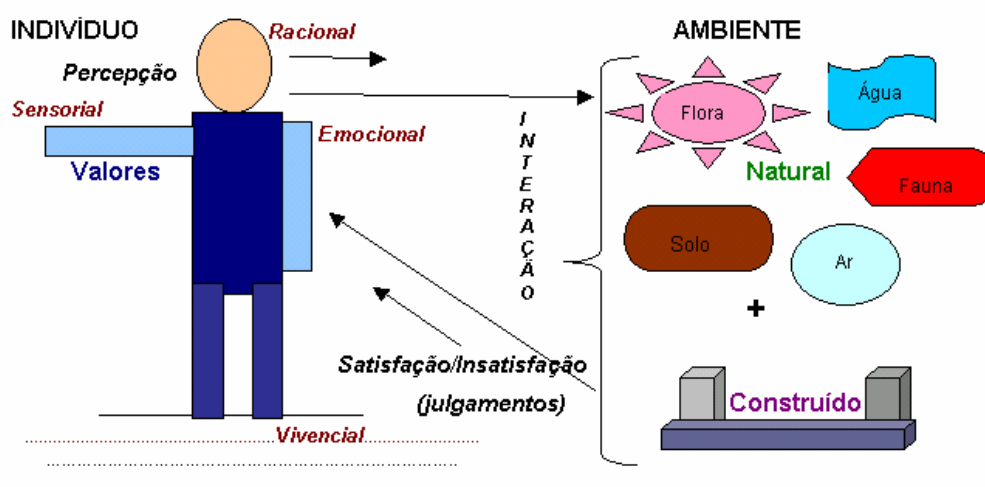 INDIVÍDUO
Racional
AMBIENTE
Percepção
Sensorial
Emocional
Valores
INTERAÇÃO
Flora
Água
Natural
Fauna
Solo
Ar
+
Satisfação/Insatisfação
(julgamentos)
Construído
Vivencial